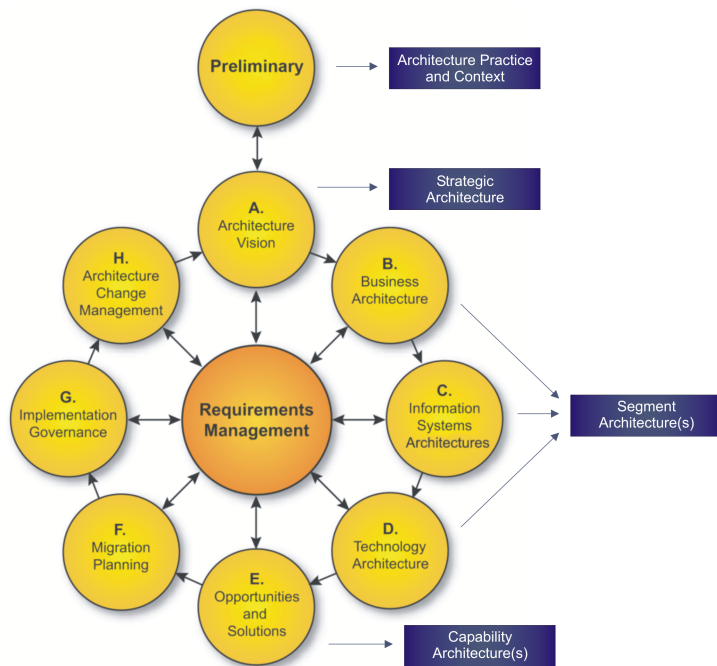 Preliminary
Architecture Practice
and Context
A.
Architecture
Vision
Strategic
Architecture
H.
Architecture
Change
Management
B.
Business
Architecture
G.
Implementation
Governance
Requirements
Management
C.
Information
Systems
Architectures
Segment
Architecture(s)
F.
Migration
Planning
D.
Technology
Architecture
E.
Opportunities
and
Solutions
Capability
Architecture(s)